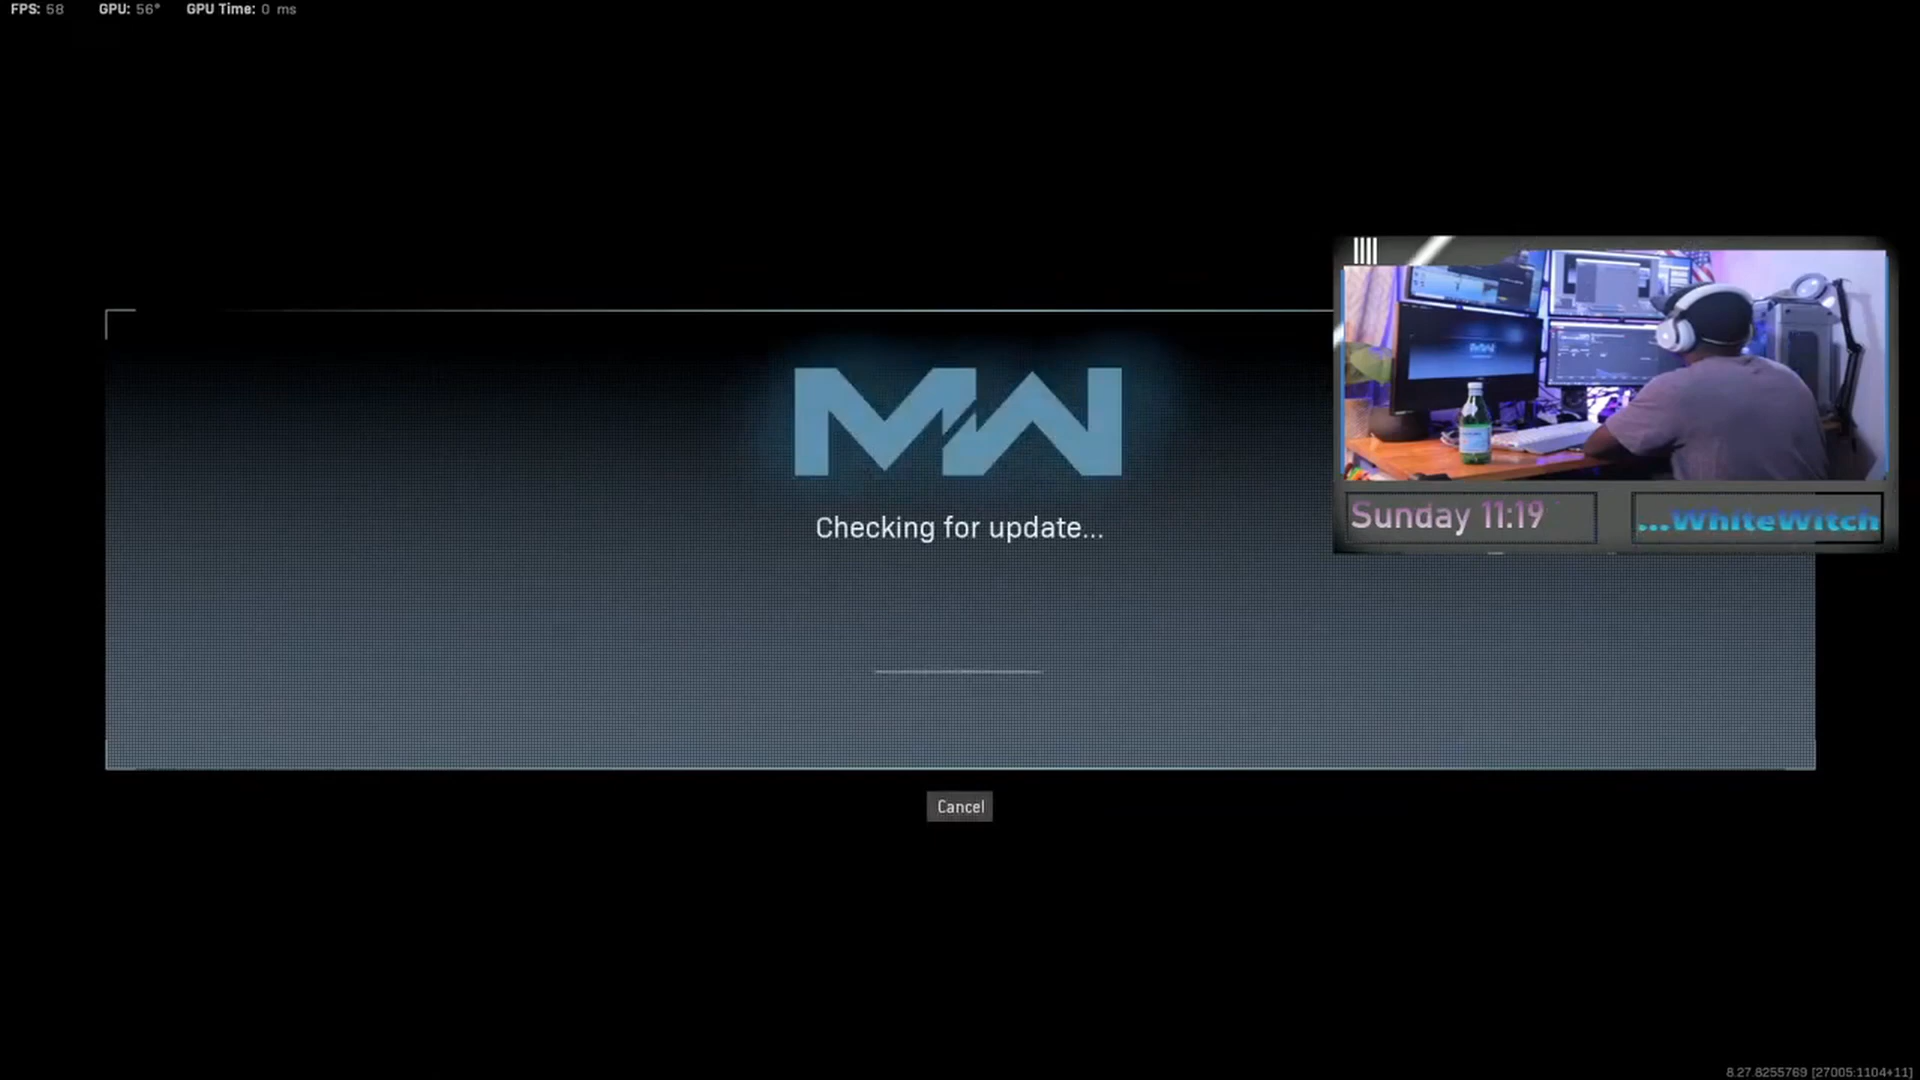 FPS: 58 GPU: 56° GPU Time: 0 ms
MW
Checking for update...
Sunday 11:19
...WhiteWitch
Cancel
8.27.8255769 [27005:1104+11]